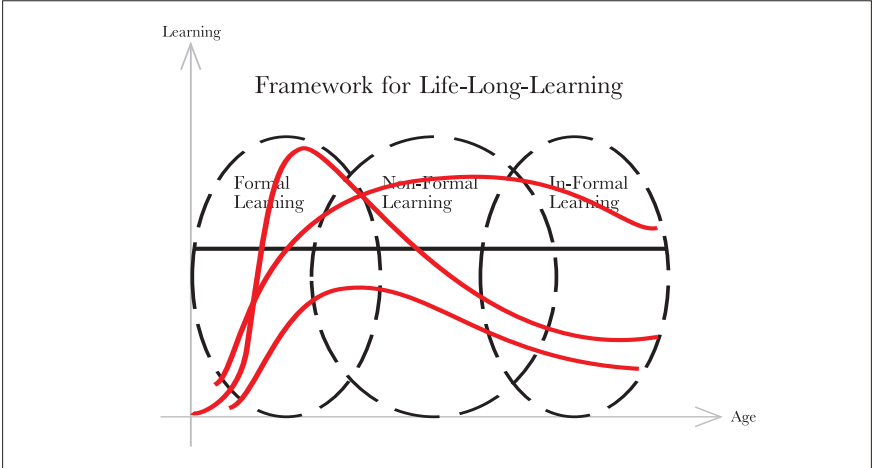 Learning
Framework for Life-Long-Learning
Formal
Learning
Non-Formal
Learning
In-Formal
Learning
Age